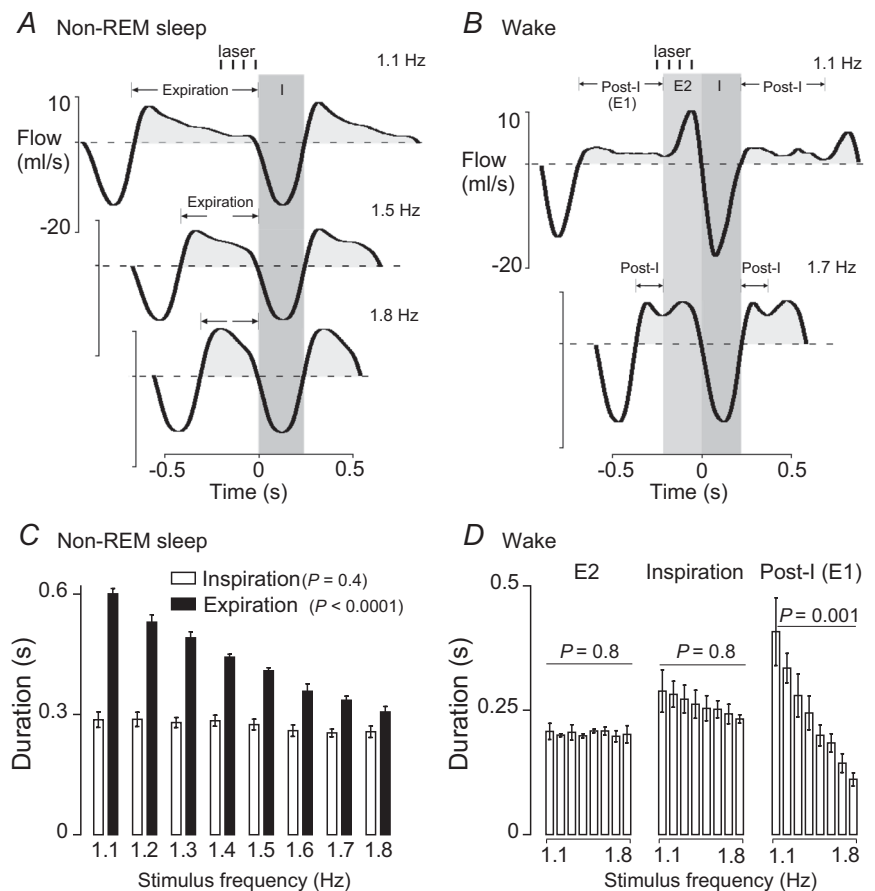 A Non-REM sleep
laser
1.1 Hz
Expiration
I
10
Flow
(ml/s)
-20
1.5 Hz
Expiration
1.8 Hz
-0.5 0 0.5
Time (s)
B Wake
laser
1.1 Hz
Post-I
(E1)
E2
I
Post-I
10
Flow
(ml/s)
-20
1.7 Hz
Post-I
Post-I
-0.5 0 0.5
Time (s)
C Non-REM sleep
Inspiration (P = 0.4)
Expiration (P < 0.0001)
Duration (s)
0.6
0.3
0
1.1 1.2 1.3 1.4 1.5 1.6 1.7 1.8
Stimulus frequency (Hz)
D Wake
E2 Inspiration Post-I (E1)
P = 0.8 P = 0.8 P = 0.001
Duration (s)
0.5
0.25
0
1.1 1.8 1.1 1.8 1.1 1.8
Stimulus frequency (Hz)